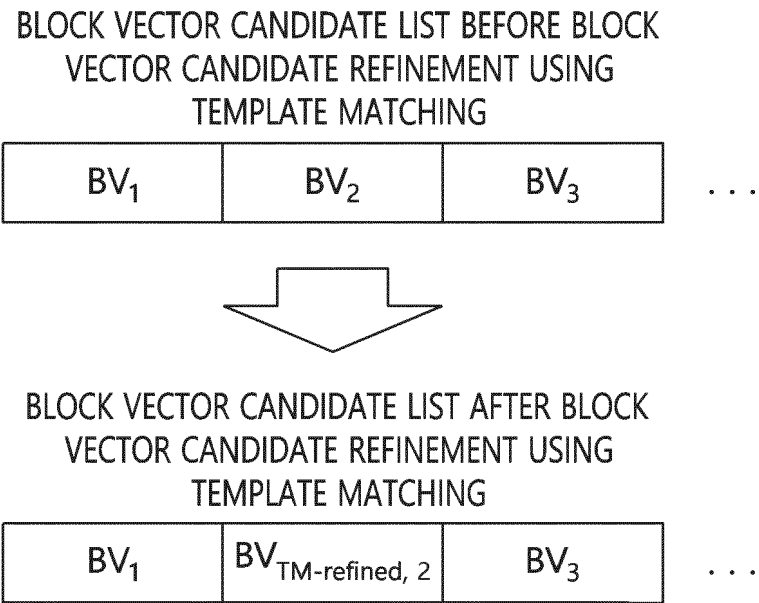 BLOCK VECTOR CANDIDATE LIST BEFORE BLOCK
VECTOR CANDIDATE REFINEMENT USING
TEMPLATE MATCHING
BV₁ BV₂ BV₃ . . .
BLOCK VECTOR CANDIDATE LIST AFTER BLOCK
VECTOR CANDIDATE REFINEMENT USING
TEMPLATE MATCHING
BV₁ BV_TM-refined, 2 BV₃ . . .